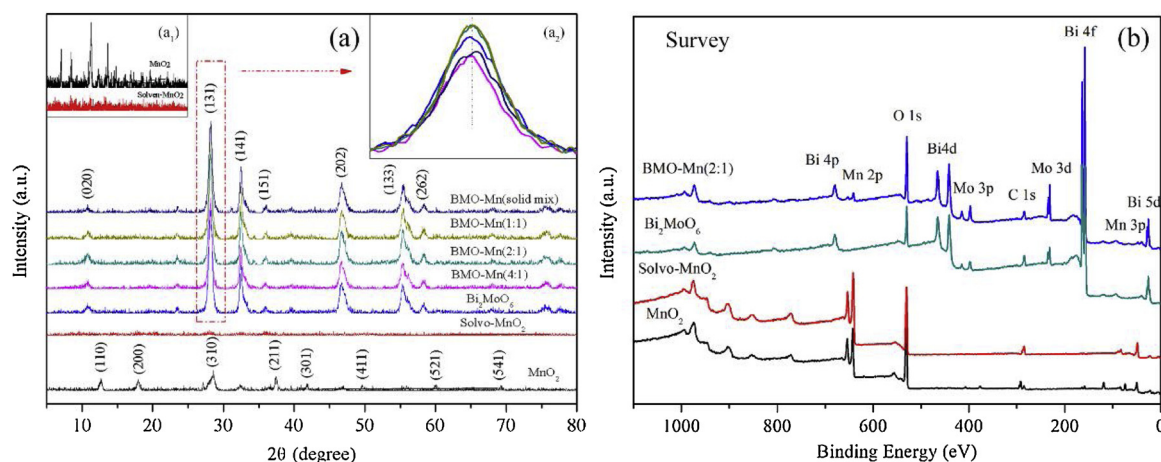 (a₁)
MnO₂
Solven-MnO₂
(a)
(a₂)
(020)
(131)
(141)
(151)
(202)
(133)
(262)
BMO-Mn(solid mix)
BMO-Mn(1:1)
BMO-Mn(2:1)
BMO-Mn(4:1)
Bi₂MoO₆
Solvo-MnO₂
(110)
(200)
(310)
(211)
(301)
(411)
(521)
(541)
MnO₂
Intensity (a.u.)
5 10 20 30 40 50 60 70 80
2θ (degree)
Survey
(b)
Bi 4f
O 1s
Bi4d
Bi 4p
Mn 2p
Mo 3p
C 1s
Mo 3d
Bi 5d
Mn 3p
BMO-Mn(2:1)
Bi₂MoO₆
Solvo-MnO₂
MnO₂
Intensity (a.u.)
1000 800 600 400 200 0
Binding Energy (eV)